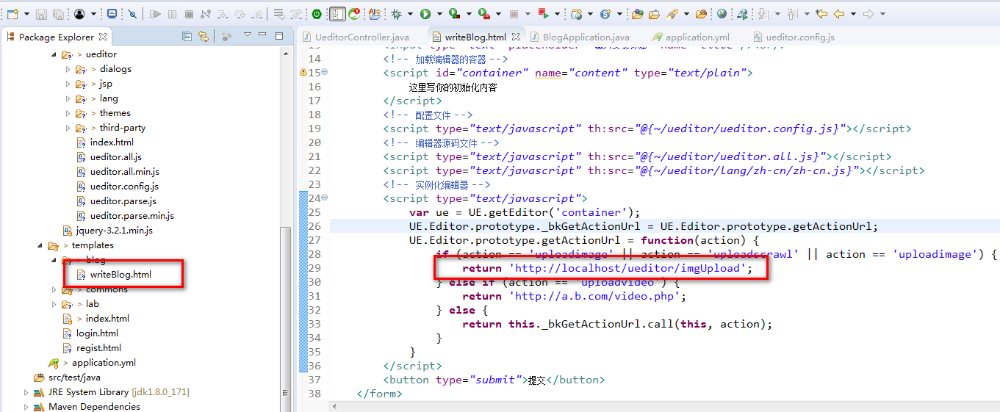 Package Explorer
> ueditor
> dialogs
> jsp
> lang
> themes
> third-party
index.html
ueditor.all.js
ueditor.all.min.js
ueditor.config.js
ueditor.parse.js
ueditor.parse.min.js
jquery-3.2.1.min.js
> templates
> blog
writeBlog.html
> commons
> lab
> index.html
login.html
regist.html
> application.yml
src/test/java
JRE System Library [jdk1.8.0_171]
Maven Dependencies
UeditorController.java writeBlog.html BlogApplication.java application.yml ueditor.config.js
14 <!-- 加载编辑器的容器 -->
15 <script id="container" name="content" type="text/plain">
16 这里写你的初始化内容
17 </script>
18 <!-- 配置文件 -->
19 <script type="text/javascript" th:src="@{~/ueditor/ueditor.config.js}"></script>
20 <!-- 编辑器源码文件 -->
21 <script type="text/javascript" th:src="@{~/ueditor/ueditor.all.js}"></script>
22 <script type="text/javascript" th:src="@{~/ueditor/lang/zh-cn/zh-cn.js}"></script>
23 <!-- 实例化编辑器 -->
24 <script type="text/javascript">
25 var ue = UE.getEditor('container');
26 UE.Editor.prototype._bkGetActionUrl = UE.Editor.prototype.getActionUrl;
27 UE.Editor.prototype.getActionUrl = function(action) {
28 if (action == 'uploadimage' || action == 'uploadscrawl' || action == 'uploadimage') {
29 return 'http://localhost/ueditor/imgUpload';
30 } else if (action == 'uploadvideo') {
31 return 'http://a.b.com/video.php';
32 } else {
33 return this._bkGetActionUrl.call(this, action);
34 }
35 }
36 </script>
37 <button type="submit">提交</button>
38 </form>